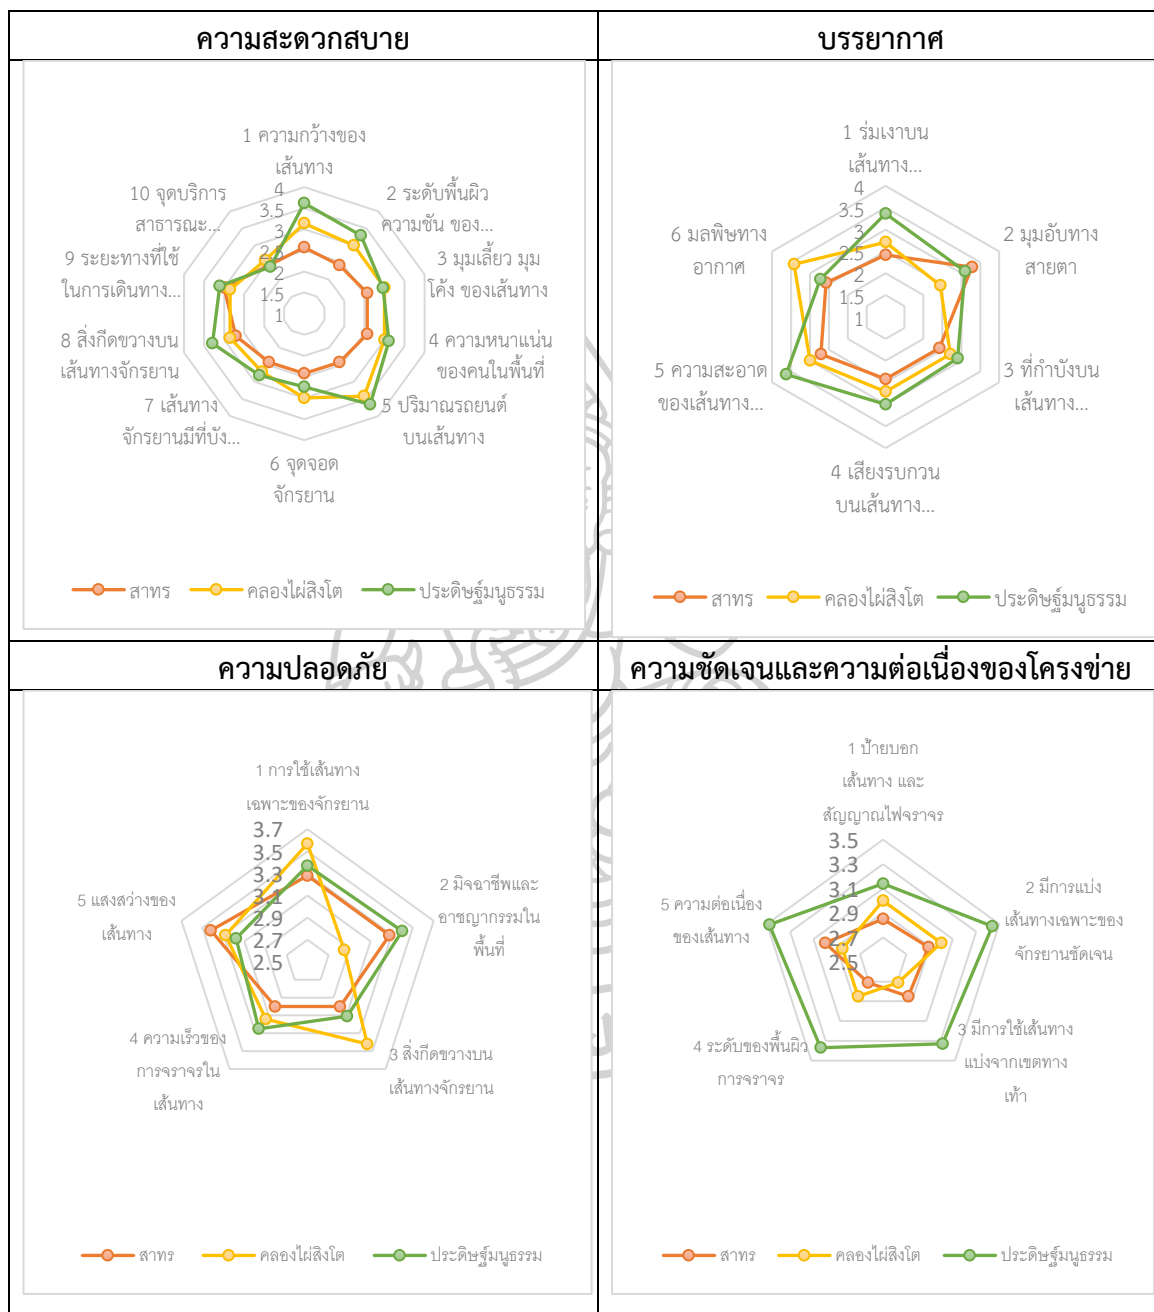 ความสะดวกสบาย
บรรยากาศ
1 ความกว้างของ
เส้นทาง
2 ระดับพื้นผิว
ความชัน ของ...
3 มุมเลี้ยว มุม
โค้ง ของเส้นทาง
4 ความหนาแน่น
ของคนในพื้นที่
5 ปริมาณรถยนต์
บนเส้นทาง
6 จุดจอด
จักรยาน
7 เส้นทาง
จักรยานมีที่บัง...
8 สิ่งกีดขวางบน
เส้นทางจักรยาน
9 ระยะทางที่ใช้
ในการเดินทาง...
10 จุดบริการ
สาธารณะ...
4
3.5
3
2.5
2
1.5
1
สาทร
คลองไผ่สิงโต
ประดิษฐ์มนูธรรม
1 ร่มเงาบน
เส้นทาง...
2 มุมอับทาง
สายตา
3 ที่กำบังบน
เส้นทาง...
4 เสียงรบกวน
บนเส้นทาง...
5 ความสะอาด
ของเส้นทาง...
6 มลพิษทาง
อากาศ
4
3.5
3
2.5
2
1.5
1
สาทร
คลองไผ่สิงโต
ประดิษฐ์มนูธรรม
ความปลอดภัย
ความชัดเจนและความต่อเนื่องของโครงข่าย
1 การใช้เส้นทาง
เฉพาะของจักรยาน
2 มิจฉาชีพและ
อาชญากรรมใน
พื้นที่
3 สิ่งกีดขวางบน
เส้นทางจักรยาน
4 ความเร็วของ
การจราจรใน
เส้นทาง
5 แสงสว่างของ
เส้นทาง
3.7
3.5
3.3
3.1
2.9
2.7
2.5
สาทร
คลองไผ่สิงโต
ประดิษฐ์มนูธรรม
1 ป้ายบอก
เส้นทาง และ
สัญญาณไฟจราจร
2 มีการแบ่ง
เส้นทางเฉพาะของ
จักรยานชัดเจน
3 มีการใช้เส้นทาง
แบ่งจากเขตทาง
เท้า
4 ระดับของพื้นผิว
การจราจร
5 ความต่อเนื่อง
ของเส้นทาง
3.5
3.3
3.1
2.9
2.7
2.5
สาทร
คลองไผ่สิงโต
ประดิษฐ์มนูธรรม